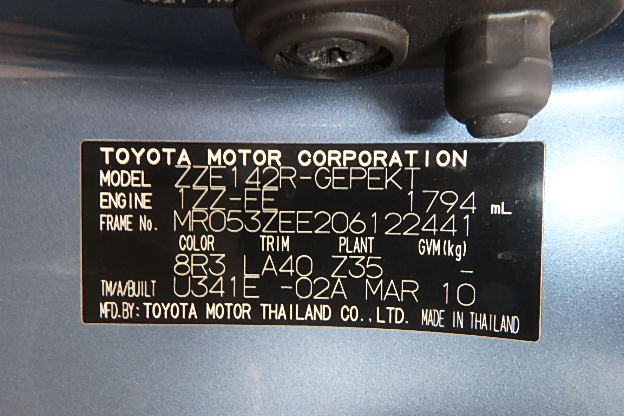 TOYOTA MOTOR CORPORATION
MODEL ZZE142R-GEPEKT
ENGINE 1ZZ-EE 1794 mL
FRAME No. MR053ZEE206122441
COLOR TRIM PLANT GVM(kg)
8R3 LA40 Z35 -
TM/A/BUILT U341E -02A MAR 10
MFD.BY: TOYOTA MOTOR THAILAND CO.,LTD. MADE IN THAILAND